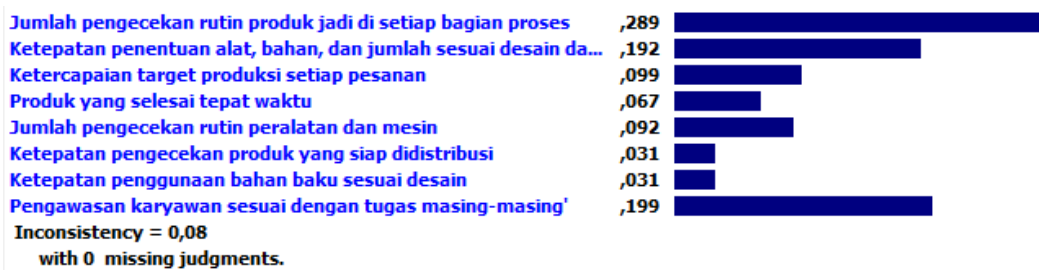 Jumlah pengecekan rutin produk jadi di setiap bagian proses ,289
Ketepatan penentuan alat, bahan, dan jumlah sesuai desain da... ,192
Ketercapaian target produksi setiap pesanan ,099
Produk yang selesai tepat waktu ,067
Jumlah pengecekan rutin peralatan dan mesin ,092
Ketepatan pengecekan produk yang siap didistribusi ,031
Ketepatan penggunaan bahan baku sesuai desain ,031
Pengawasan karyawan sesuai dengan tugas masing-masing' ,199
Inconsistency = 0,08
with 0 missing judgments.